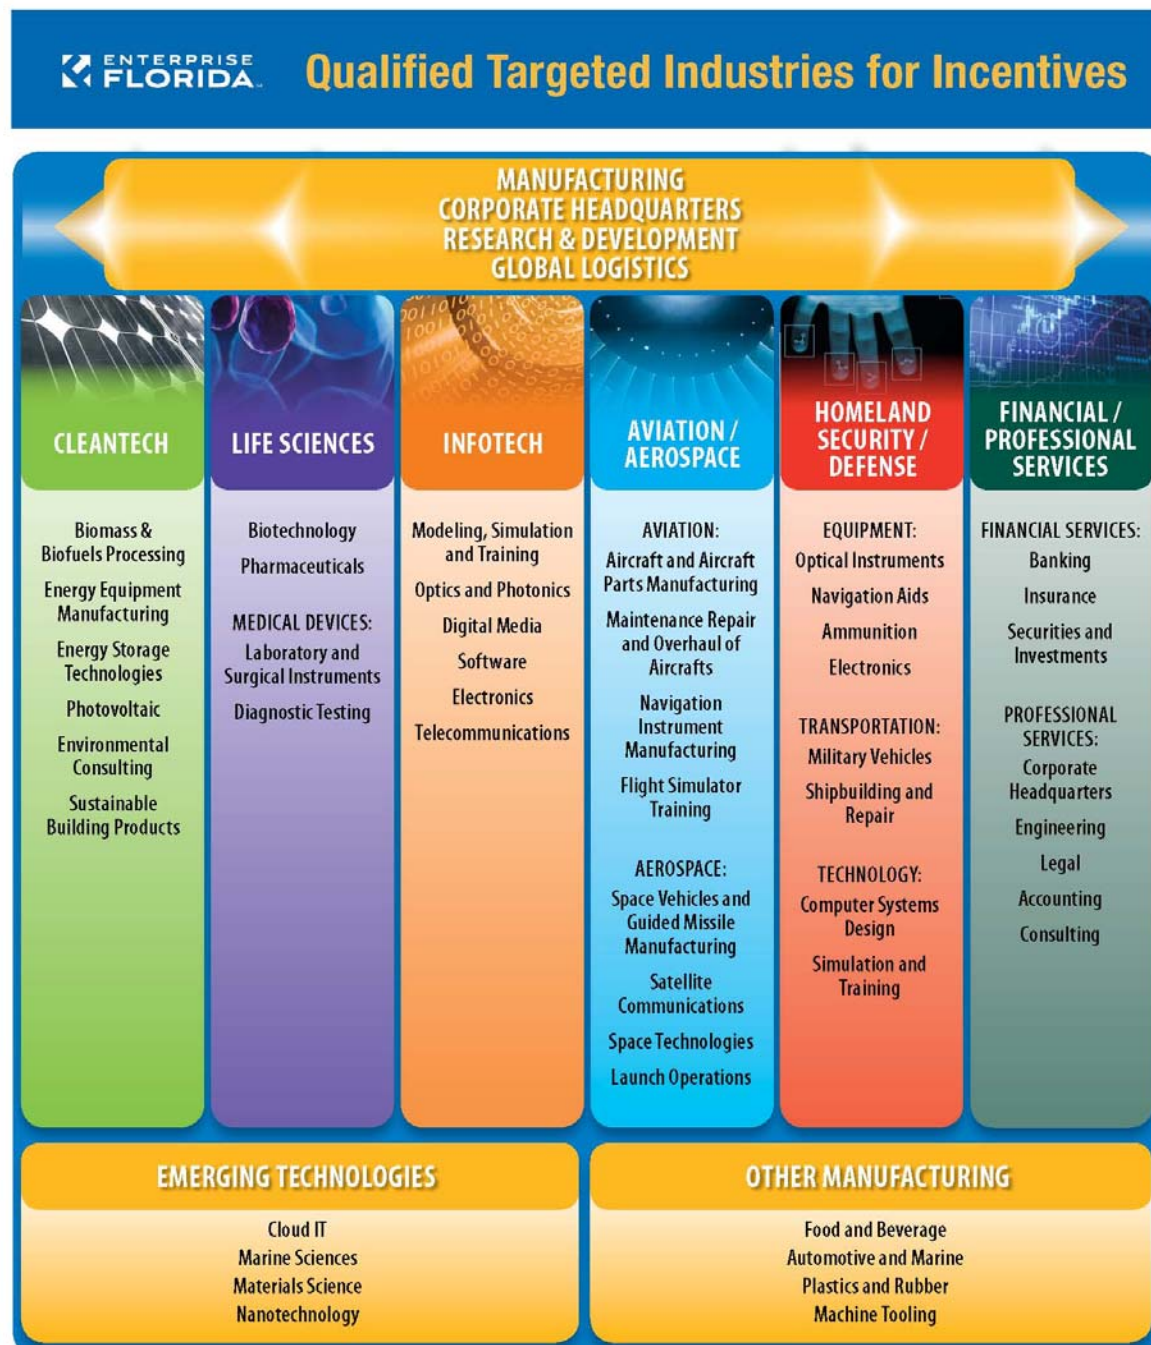 ENTERPRISE
FLORIDA
Qualified Targeted Industries for Incentives
MANUFACTURING
CORPORATE HEADQUARTERS
RESEARCH & DEVELOPMENT
GLOBAL LOGISTICS
CLEANTECH
Biomass &
Biofuels Processing
Energy Equipment
Manufacturing
Energy Storage
Technologies
Photovoltaic
Environmental
Consulting
Sustainable
Building Products
LIFE SCIENCES
Biotechnology
Pharmaceuticals
MEDICAL DEVICES:
Laboratory and
Surgical Instruments
Diagnostic Testing
INFOTECH
Modeling, Simulation
and Training
Optics and Photonics
Digital Media
Software
Electronics
Telecommunications
AVIATION /
AEROSPACE
AVIATION:
Aircraft and Aircraft
Parts Manufacturing
Maintenance Repair
and Overhaul of
Aircrafts
Navigation
Instrument
Manufacturing
Flight Simulator
Training
AEROSPACE:
Space Vehicles and
Guided Missile
Manufacturing
Satellite
Communications
Space Technologies
Launch Operations
HOMELAND
SECURITY /
DEFENSE
EQUIPMENT:
Optical Instruments
Navigation Aids
Ammunition
Electronics
TRANSPORTATION:
Military Vehicles
Shipbuilding and
Repair
TECHNOLOGY:
Computer Systems
Design
Simulation and
Training
FINANCIAL /
PROFESSIONAL
SERVICES
FINANCIAL SERVICES:
Banking
Insurance
Securities and
Investments
PROFESSIONAL
SERVICES:
Corporate
Headquarters
Engineering
Legal
Accounting
Consulting
EMERGING TECHNOLOGIES
Cloud IT
Marine Sciences
Materials Science
Nanotechnology
OTHER MANUFACTURING
Food and Beverage
Automotive and Marine
Plastics and Rubber
Machine Tooling